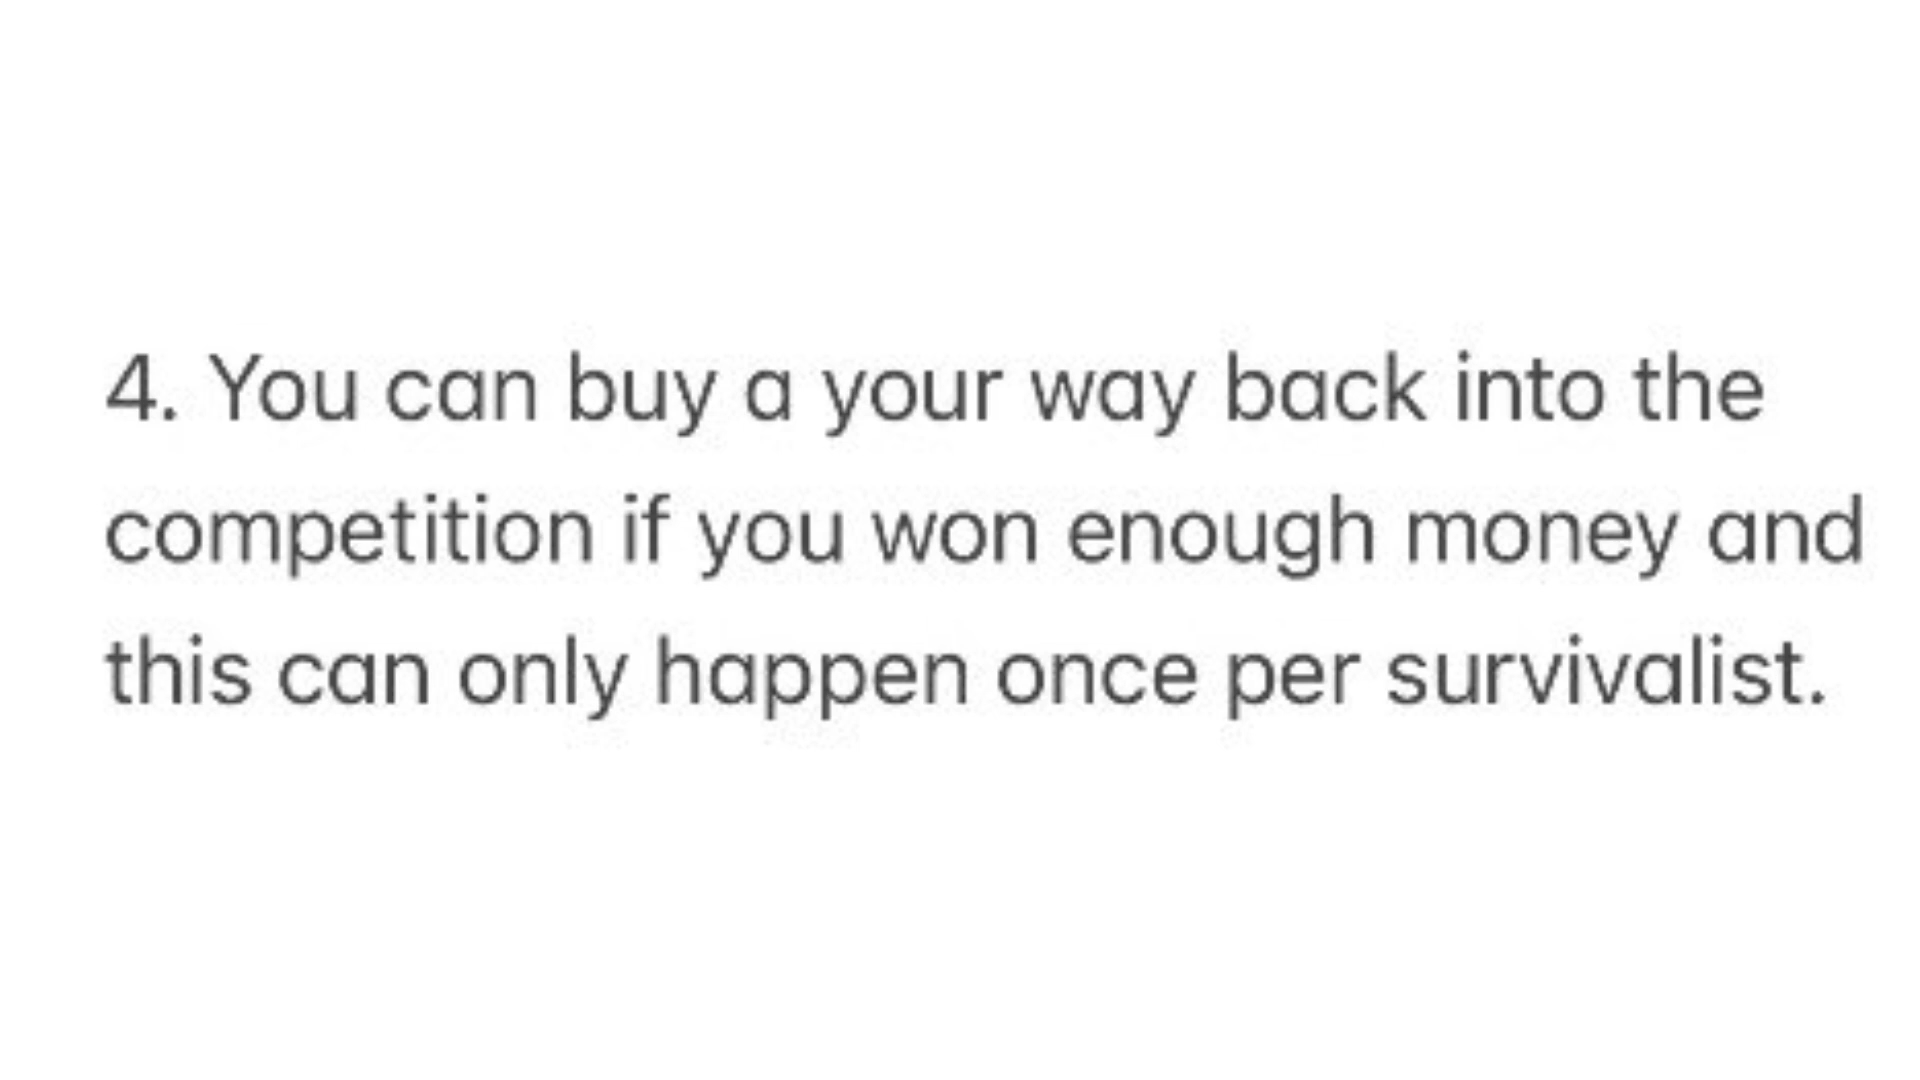 4. You can buy a your way back into the
competition if you won enough money and
this can only happen once per survivalist.